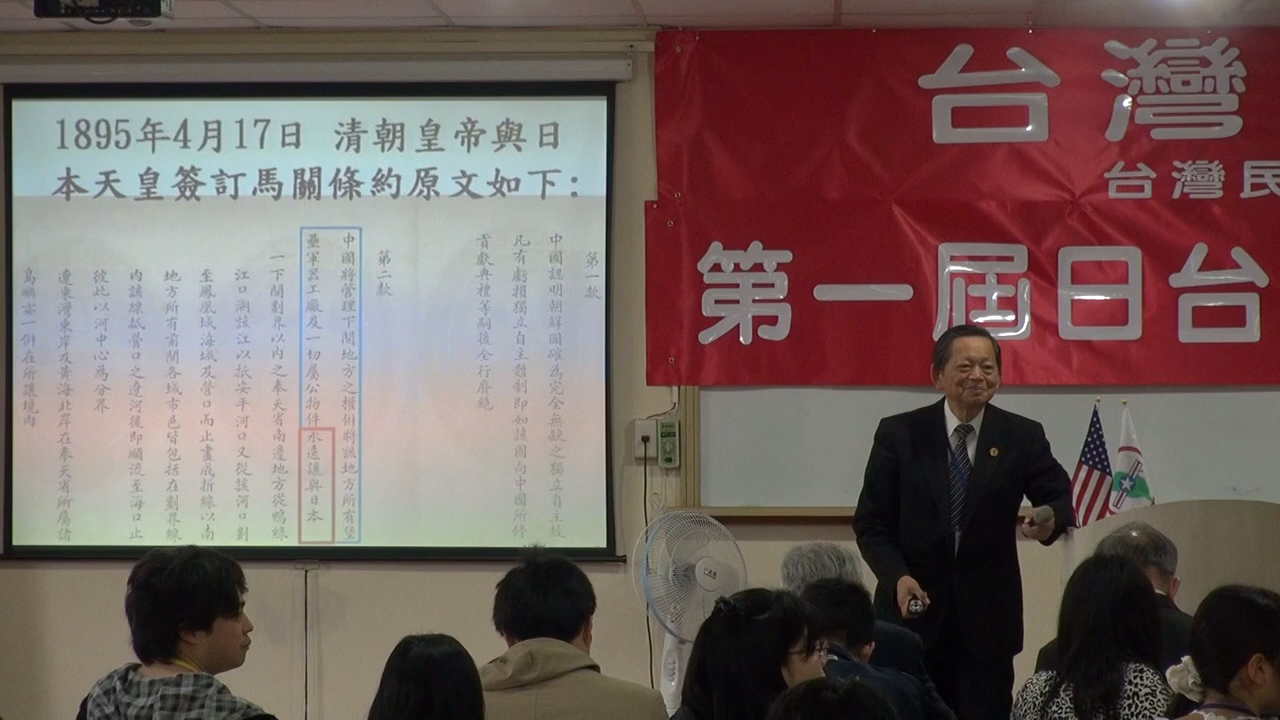 1895年4月17日 清朝皇帝與日
本天皇簽訂馬關條約原文如下:
第一款
中國認明朝鮮國確為完全無缺之獨立自主故
凡有虧損獨立自主體制即如該國向中國所修
貢獻典禮等嗣後全行廢絕
第二款
中國將管理下開地方之權併將該地方所有堡
壘軍器工廠及一切屬公物件永遠讓與日本
一下開劃界以內之奉天省南邊地方從鴨綠
江口溯該江以抵安平河口又從該河口劃
至鳳凰城海城及營口而止畫成折線以南
地方所有前開各城市邑皆包括在劃界線
內該線抵營口之遼河後即順流至海口止
彼此以河中心為分界
遼東灣東岸及黃海北岸在奉天省所屬諸
島嶼亦一併在所讓境內
台灣
台灣民
第一屆日台